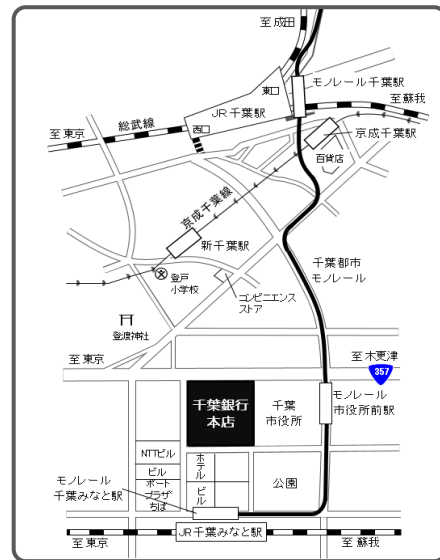 至成田
モノレール千葉駅
東口
JR千葉駅
至蘇我
総武線
西口
至東京
京成千葉駅
百貨店
京成千葉線
新千葉駅
登戸
小学校
千葉都市
モノレール
コンビニエンス
ストア
登渡神社
至東京
至木更津
357
千葉銀行
本店
千葉
市役所
モノレール
市役所前駅
NTTビル
ビル
ポート
プラザ
ちば
ホテル
ビル
公園
モノレール
千葉みなと駅
至東京
JR千葉みなと駅
至蘇我